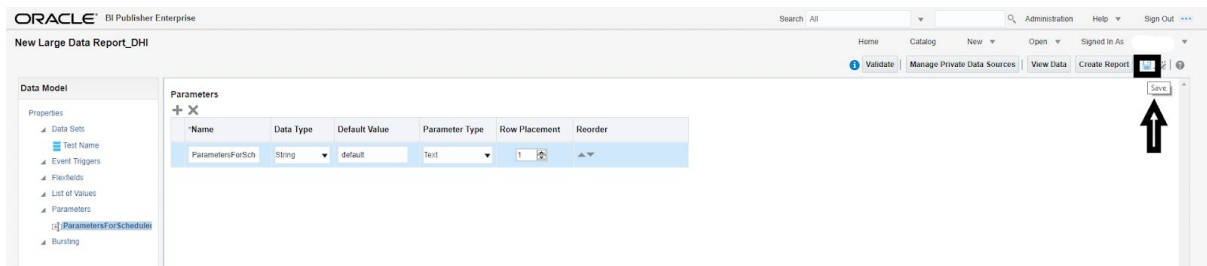 ORACLE BI Publisher Enterprise Search All Administration Help Sign Out
New Large Data Report_DHI Home Catalog New Open Signed In As
Validate Manage Private Data Sources View Data Create Report
Save
Data Model
Properties
Data Sets
Test Name
Event Triggers
Flexfields
List of Values
Parameters
ParametersForScheduler
Bursting
Parameters
*Name Data Type Default Value Parameter Type Row Placement Reorder
ParametersForSch String default Text 1